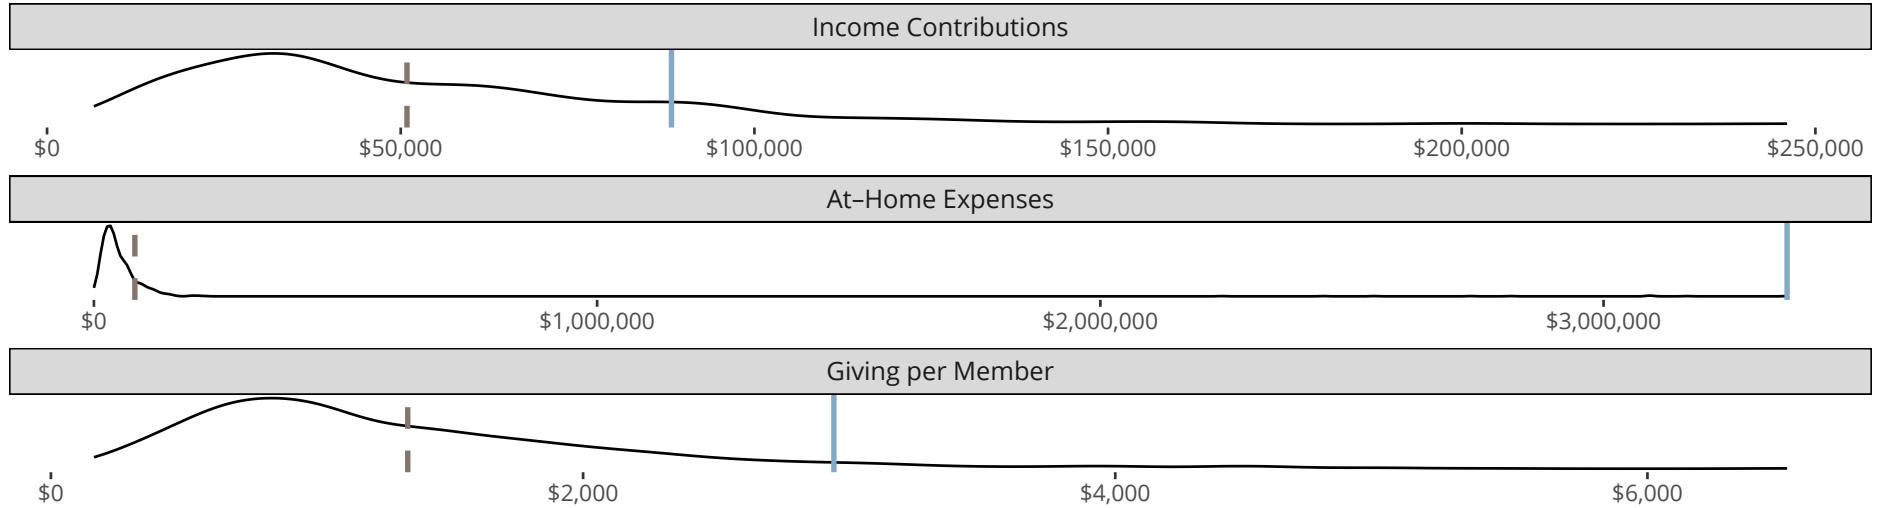 Income Contributions
$0 $50,000 $100,000 $150,000 $200,000 $250,000
At–Home Expenses
$0 $1,000,000 $2,000,000 $3,000,000
Giving per Member
$0 $2,000 $4,000 $6,000